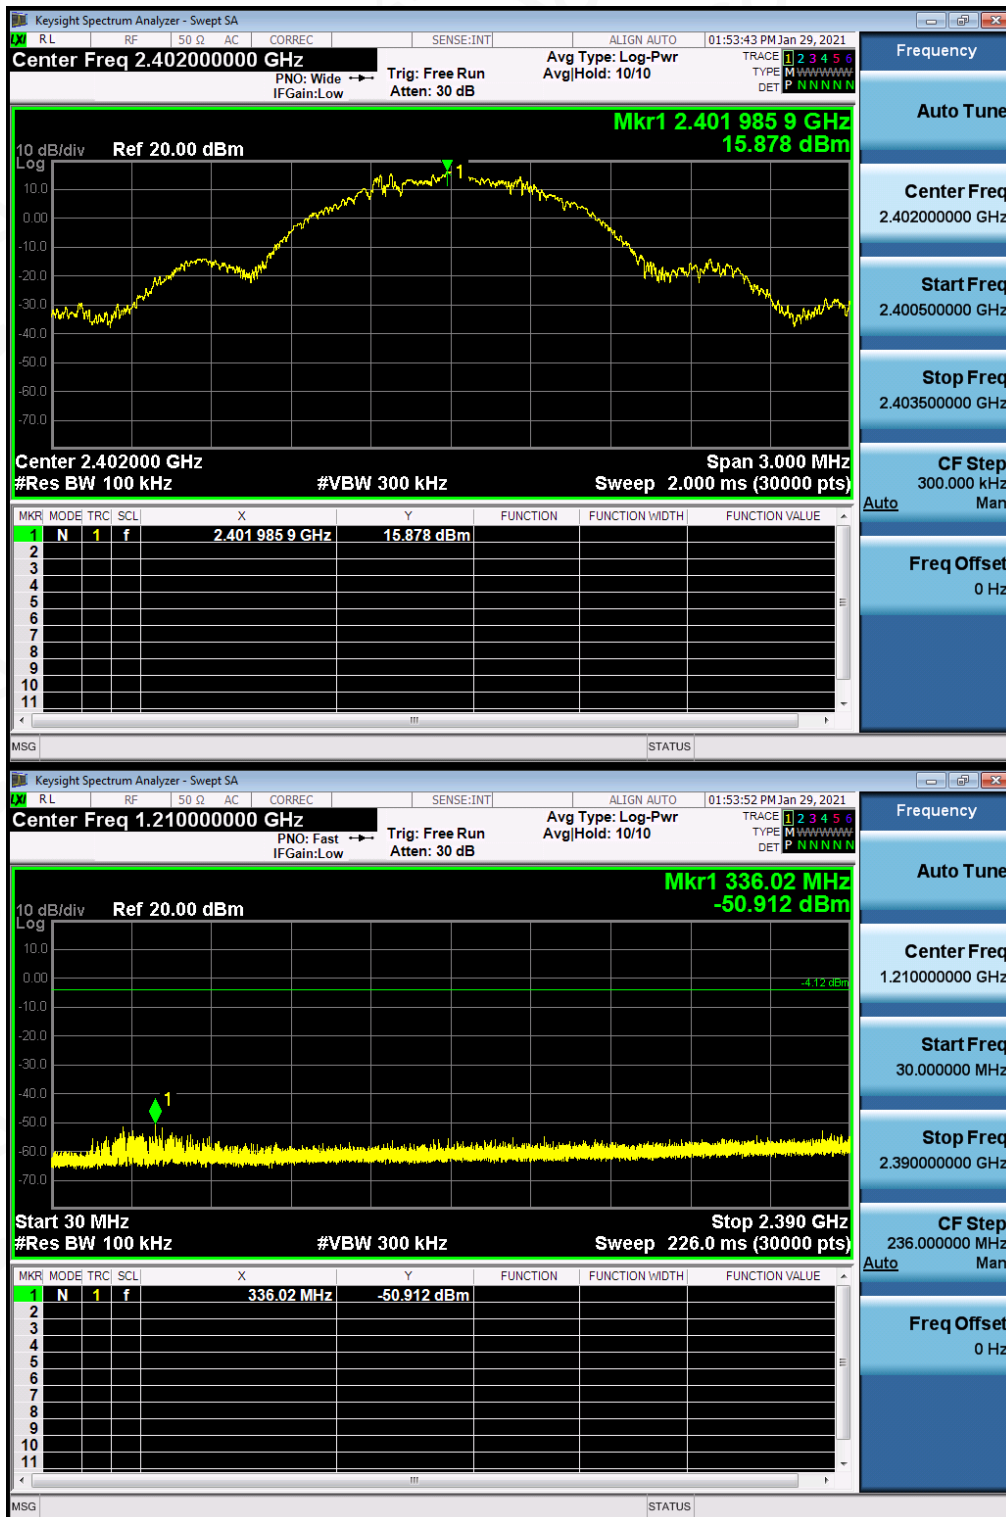 Keysight Spectrum Analyzer - Swept SA
LXI RL RF 50 Ω AC CORREC SENSE:INT ALIGN AUTO 01:53:43 PM Jan 29, 2021
Center Freq 2.402000000 GHz
PNO: Wide
IFGain:Low
Trig: Free Run
Atten: 30 dB
Avg Type: Log-Pwr
Avg|Hold: 10/10
TRACE 1 2 3 4 5 6
TYPE M WWWWW
DET P N N N N N
Mkr1 2.401 985 9 GHz
15.878 dBm
10 dB/div Ref 20.00 dBm
Log
10.0
0.00
-10.0
-20.0
-30.0
-40.0
-50.0
-60.0
-70.0
1
Center 2.402000 GHz Span 3.000 MHz
#Res BW 100 kHz #VBW 300 kHz Sweep 2.000 ms (30000 pts)
MKR MODE TRC SCL X Y FUNCTION FUNCTION WIDTH FUNCTION VALUE
1 N 1 f 2.401 985 9 GHz 15.878 dBm
2
3
4
5
6
7
8
9
10
11
MSG STATUS
Frequency
Auto Tune
Center Freq
2.402000000 GHz
Start Freq
2.400500000 GHz
Stop Freq
2.403500000 GHz
CF Step
300.000 kHz
Auto Man
Freq Offset
0 Hz
Keysight Spectrum Analyzer - Swept SA
LXI RL RF 50 Ω AC CORREC SENSE:INT ALIGN AUTO 01:53:52 PM Jan 29, 2021
Center Freq 1.210000000 GHz
PNO: Fast
IFGain:Low
Trig: Free Run
Atten: 30 dB
Avg Type: Log-Pwr
Avg|Hold: 10/10
TRACE 1 2 3 4 5 6
TYPE M WWWWW
DET P N N N N N
Mkr1 336.02 MHz
-50.912 dBm
10 dB/div Ref 20.00 dBm
Log
10.0
0.00
-10.0
-20.0
-30.0
-40.0
-50.0
-60.0
-70.0
-4.12 dBm
1
Start 30 MHz Stop 2.390 GHz
#Res BW 100 kHz #VBW 300 kHz Sweep 226.0 ms (30000 pts)
MKR MODE TRC SCL X Y FUNCTION FUNCTION WIDTH FUNCTION VALUE
1 N 1 f 336.02 MHz -50.912 dBm
2
3
4
5
6
7
8
9
10
11
MSG STATUS
Frequency
Auto Tune
Center Freq
1.210000000 GHz
Start Freq
30.000000 MHz
Stop Freq
2.390000000 GHz
CF Step
236.000000 MHz
Auto Man
Freq Offset
0 Hz